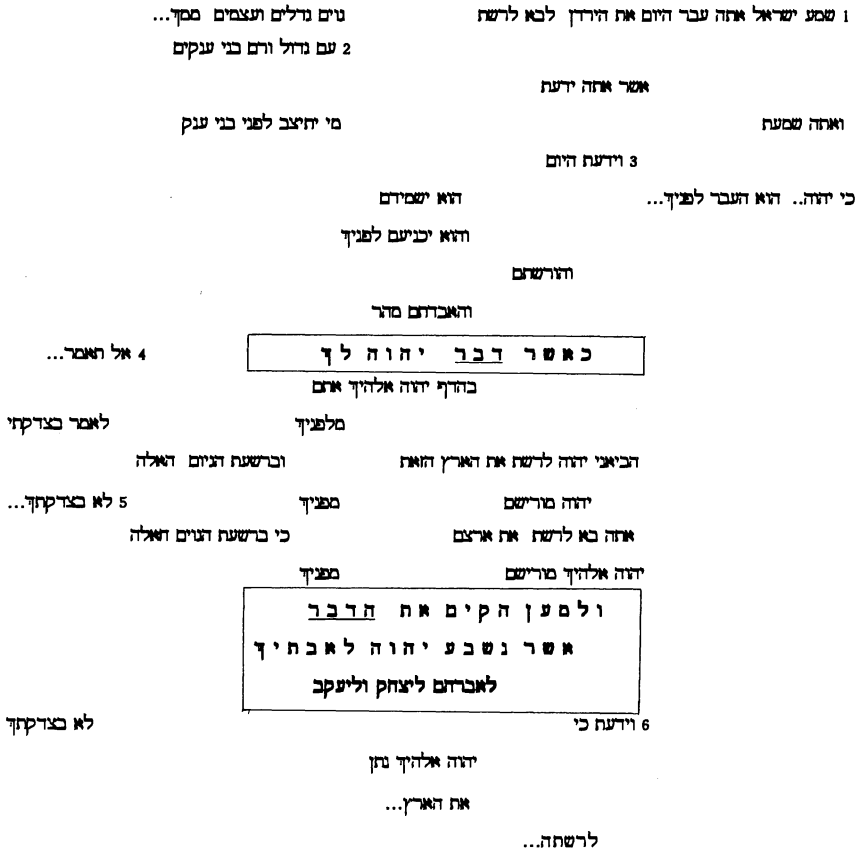 1 שמע ישראל אתה עבר היום את הירדן לבא לרשת גוים גדלים ועצמים ממך...
2 עם גדול ורם בני ענקים
אשר אתה ידעת
ואתה שמעת מי יתיצב לפני בני ענק
3 וידעת היום
כי יהוה.. הוא העבר לפניך... הוא ישמידם
והוא יכניעם לפניך
והורשתם
והאבדתם מהר
כאשר דבר יהוה לך 4 אל תאמר...
בהדף יהוה אלהיך אתם
מלפניך לאמר בצדקתי
הביאני יהוה לרשת את הארץ הזאת וברשעת הגיום האלה
יהוה מורישם מפניך 5 לא בצדקתך...
אתה בא לרשת את ארצם כי ברשעת הגוים האלה
יהוה אלהיך מורישם מפניך
ולמען הקים את הדבר
אשר נשבע יהוה לאבתיך
לאברהם ליצחק וליעקב
6 וידעת כי לא בצדקתך
יהוה אלהיך נתן
את הארץ...
לרשתה...